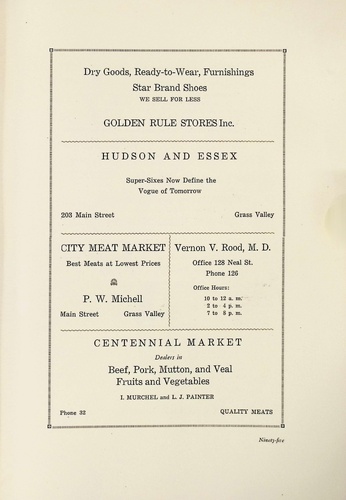 Dry Goods, Ready-to-Wear, Furnishings
Star Brand Shoes
WE SELL FOR LESS
GOLDEN RULE STORES Inc.
HUDSON AND ESSEX
Super-Sixes Now Define the
Vogue of Tomorrow
203 Main Street Grass Valley
CITY MEAT MARKET
Best Meats at Lowest Prices
P. W. Michell
Main Street Grass Valley
Vernon V. Rood, M. D.
Office 128 Neal St.
Phone 126
Office Hours:
10 to 12 a. m.
2 to 4 p. m.
7 to 8 p. m.
CENTENNIAL MARKET
Dealers in
Beef, Pork, Mutton, and Veal
Fruits and Vegetables
I. MURCHEL and L. J. PAINTER
Phone 32 QUALITY MEATS
Ninety-five